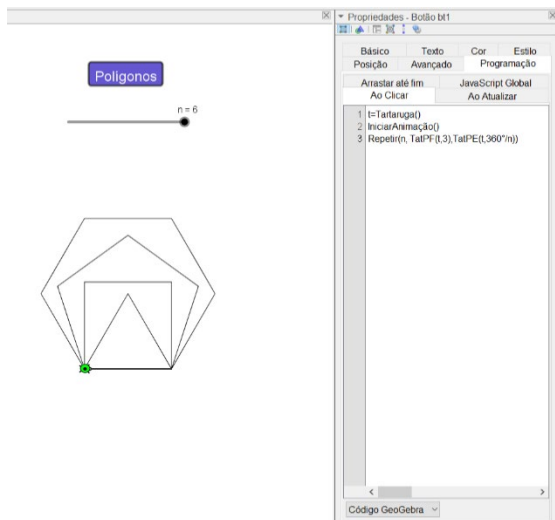 Propriedades - Botão bt1
Básico Texto Cor Estilo
Posição Avançado Programação
Arrastar até fim JavaScript Global
Ao Clicar Ao Atualizar
Poligonos
n = 6
1 t=Tartaruga()
2 IniciarAnimação()
3 Repetir(n, TatPF(t,3),TatPE(t,360°/n))
Código GeoGebra